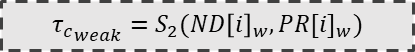 τ_{c_{weak}} = S_2(ND[i]_w, PR[i]_w)